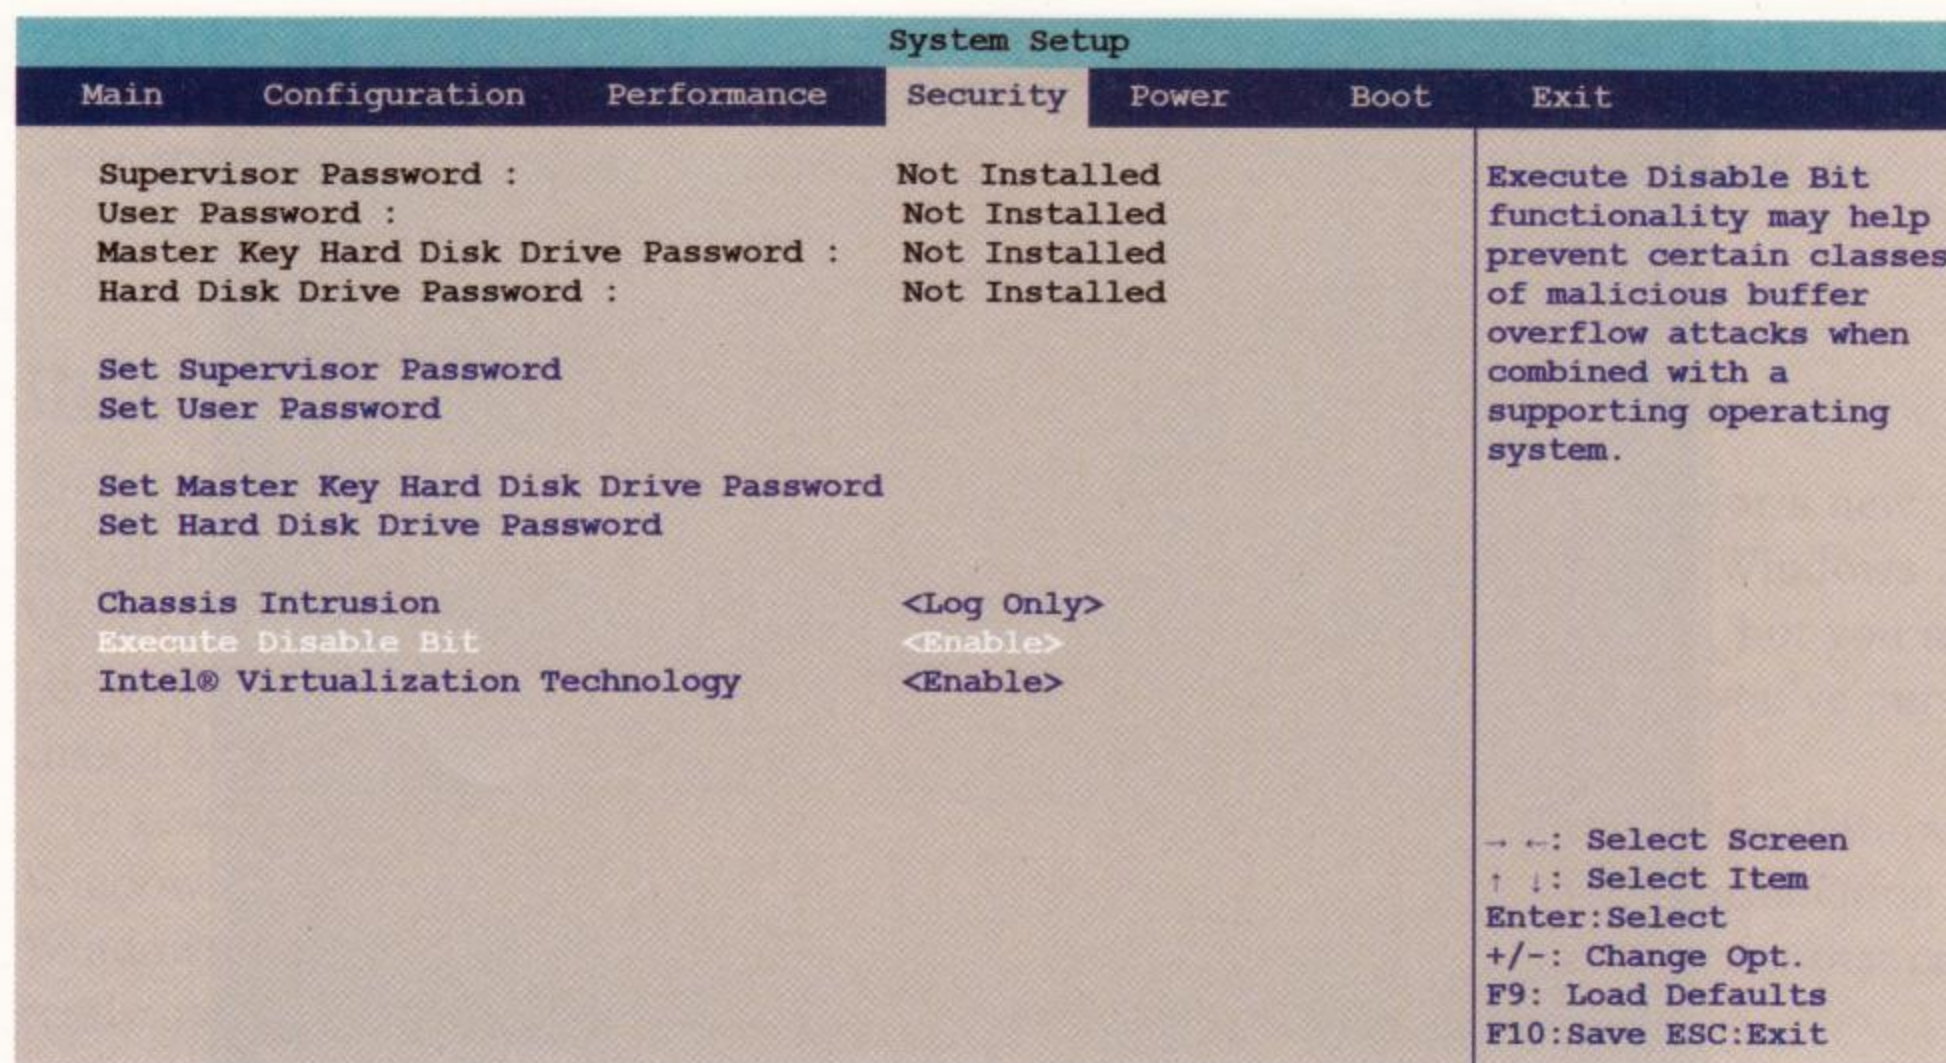 System Setup
Main Configuration Performance Security Power Boot Exit
Supervisor Password : Not Installed
User Password : Not Installed
Master Key Hard Disk Drive Password : Not Installed
Hard Disk Drive Password : Not Installed
Set Supervisor Password
Set User Password
Set Master Key Hard Disk Drive Password
Set Hard Disk Drive Password
Chassis Intrusion <Log Only>
Execute Disable Bit <Enable>
Intel® Virtualization Technology <Enable>
Execute Disable Bit
functionality may help
prevent certain classes
of malicious buffer
overflow attacks when
combined with a
supporting operating
system.
→ ←: Select Screen
↑ ↓: Select Item
Enter:Select
+/-: Change Opt.
F9: Load Defaults
F10:Save ESC:Exit